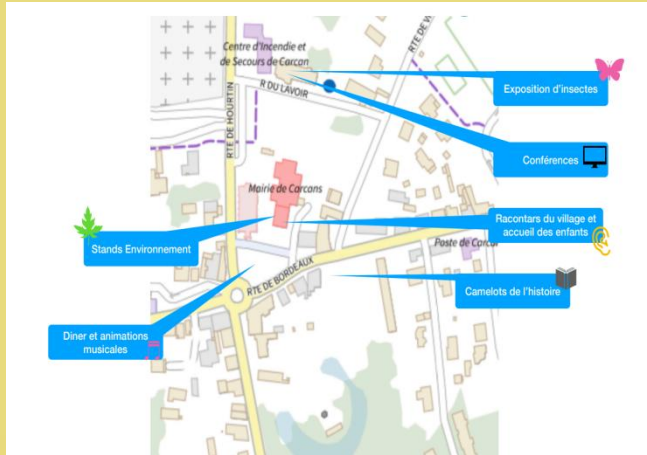 Centre d'Incendie et
de Secours de Carcan
R DU LAVOIR
RTE DE HOURTIN
Exposition d'insectes
Conférences
Mairie de Carcans
Racontars du village et
accueil des enfants
Stands Environnement
Poste de Carcan
RTE DE BORDEAUX
Camelots de l'histoire
Diner et animations
musicales